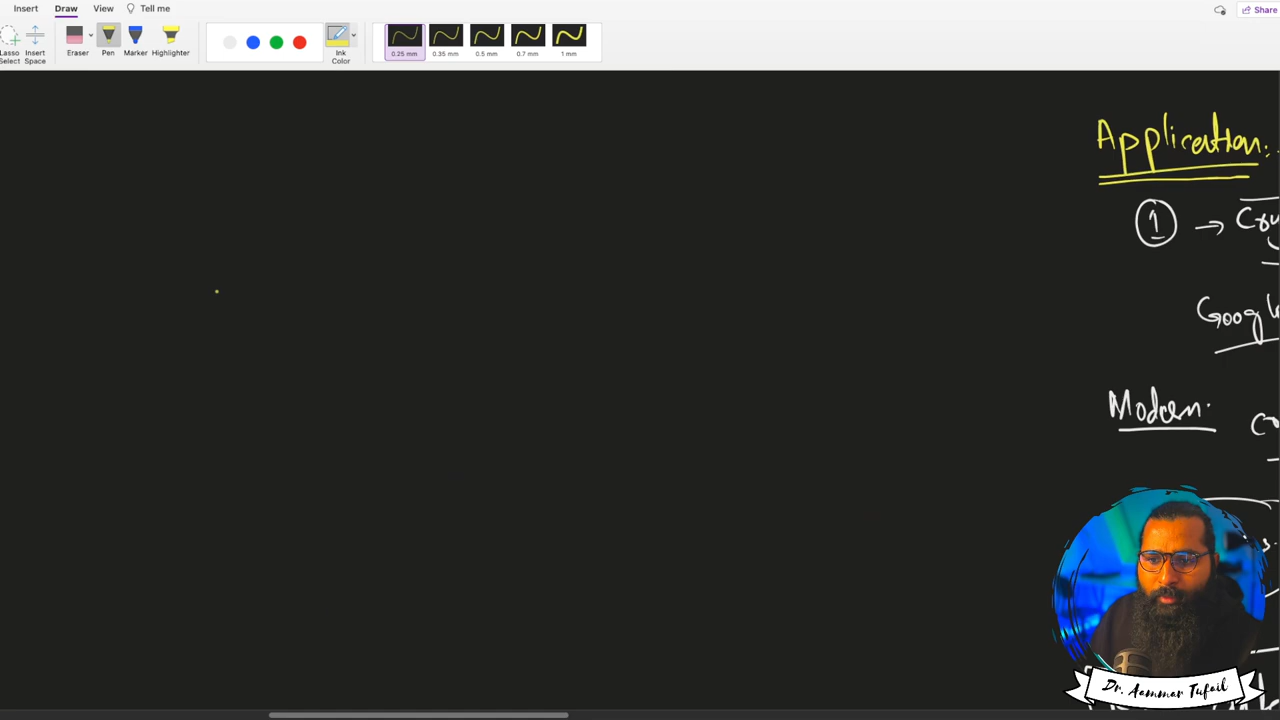 Insert Draw View Tell me
Share
Lasso Select
Insert Space
Eraser
Pen
Marker
Highlighter
Ink Color
0.25 mm
0.35 mm
0.5 mm
0.7 mm
1 mm
Application:
1 →
Modern.
Dr. Aammar Tufail